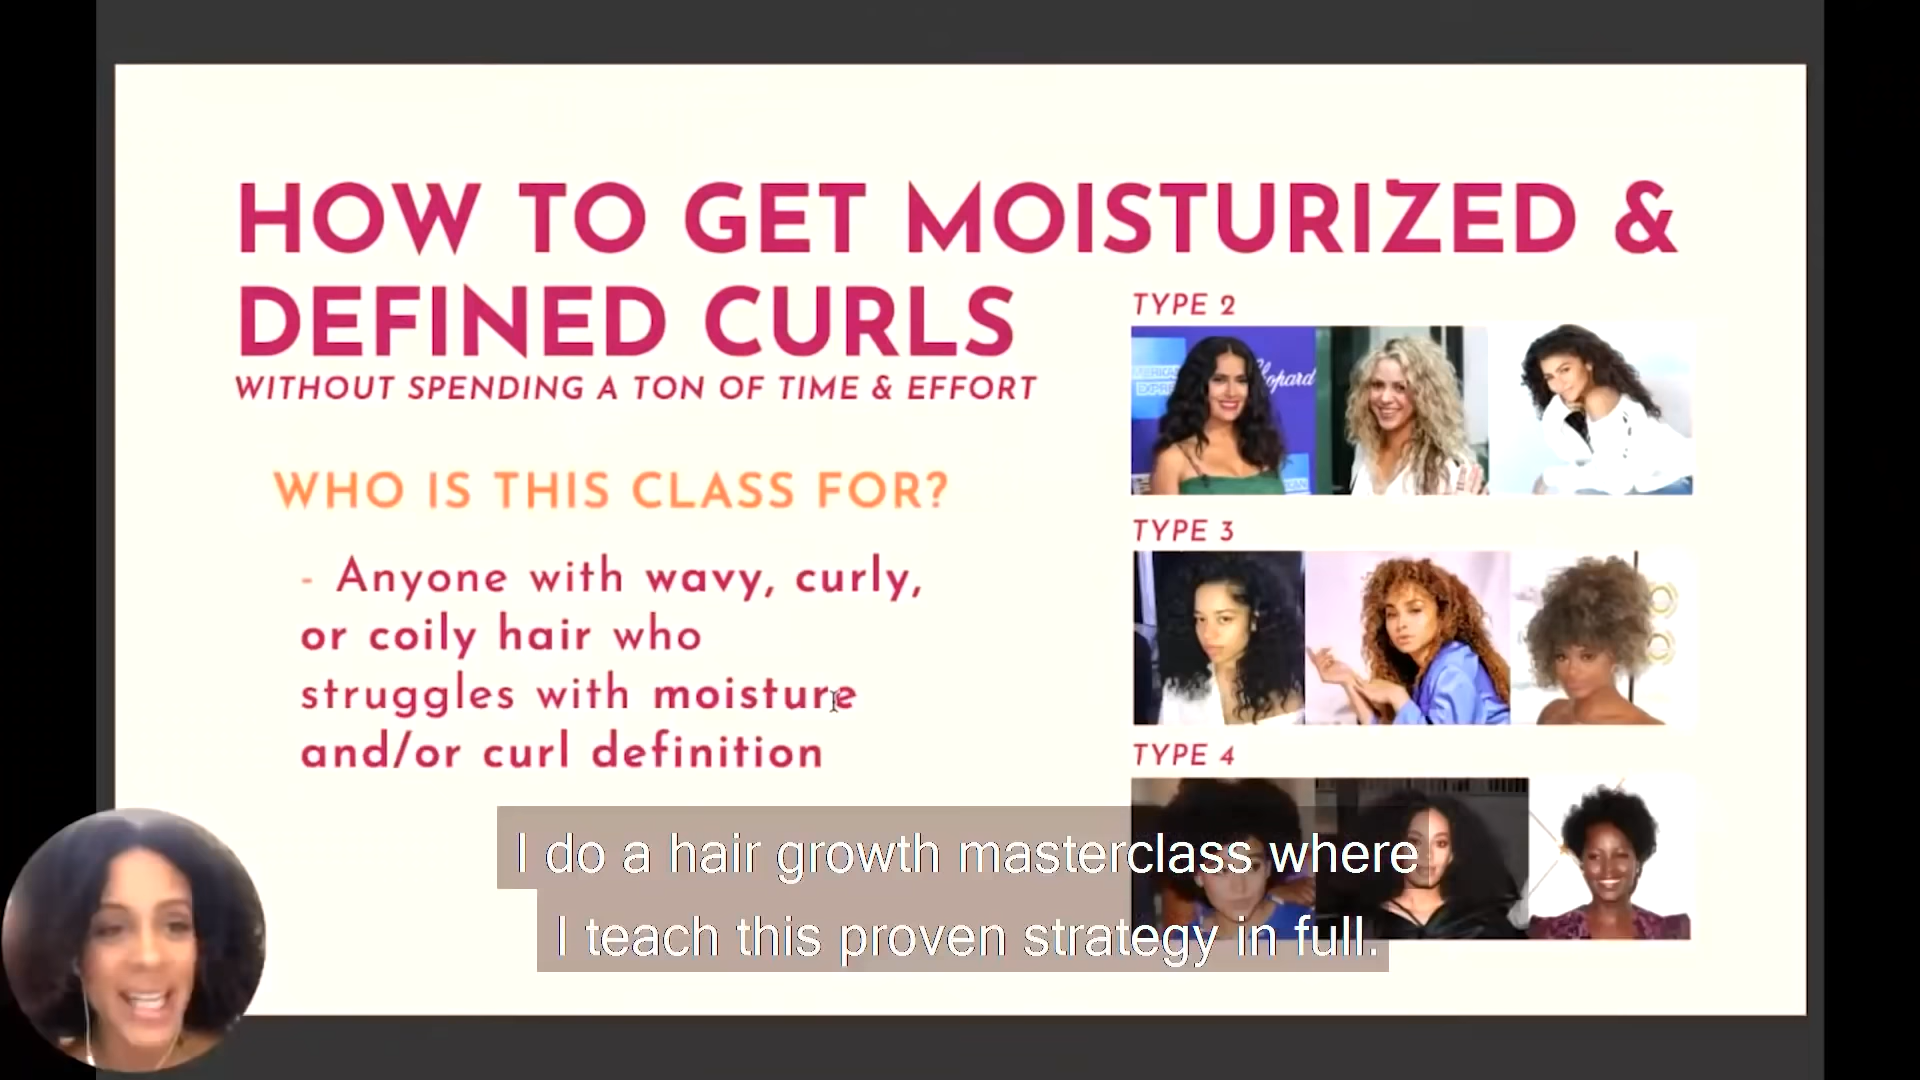 HOW TO GET MOISTURIZED &
DEFINED CURLS
WITHOUT SPENDING A TON OF TIME & EFFORT
WHO IS THIS CLASS FOR?
- Anyone with wavy, curly,
or coily hair who
struggles with moisture
and/or curl definition
TYPE 2
Chopard
TYPE 3
TYPE 4
I do a hair growth masterclass where
I teach this proven strategy in full.